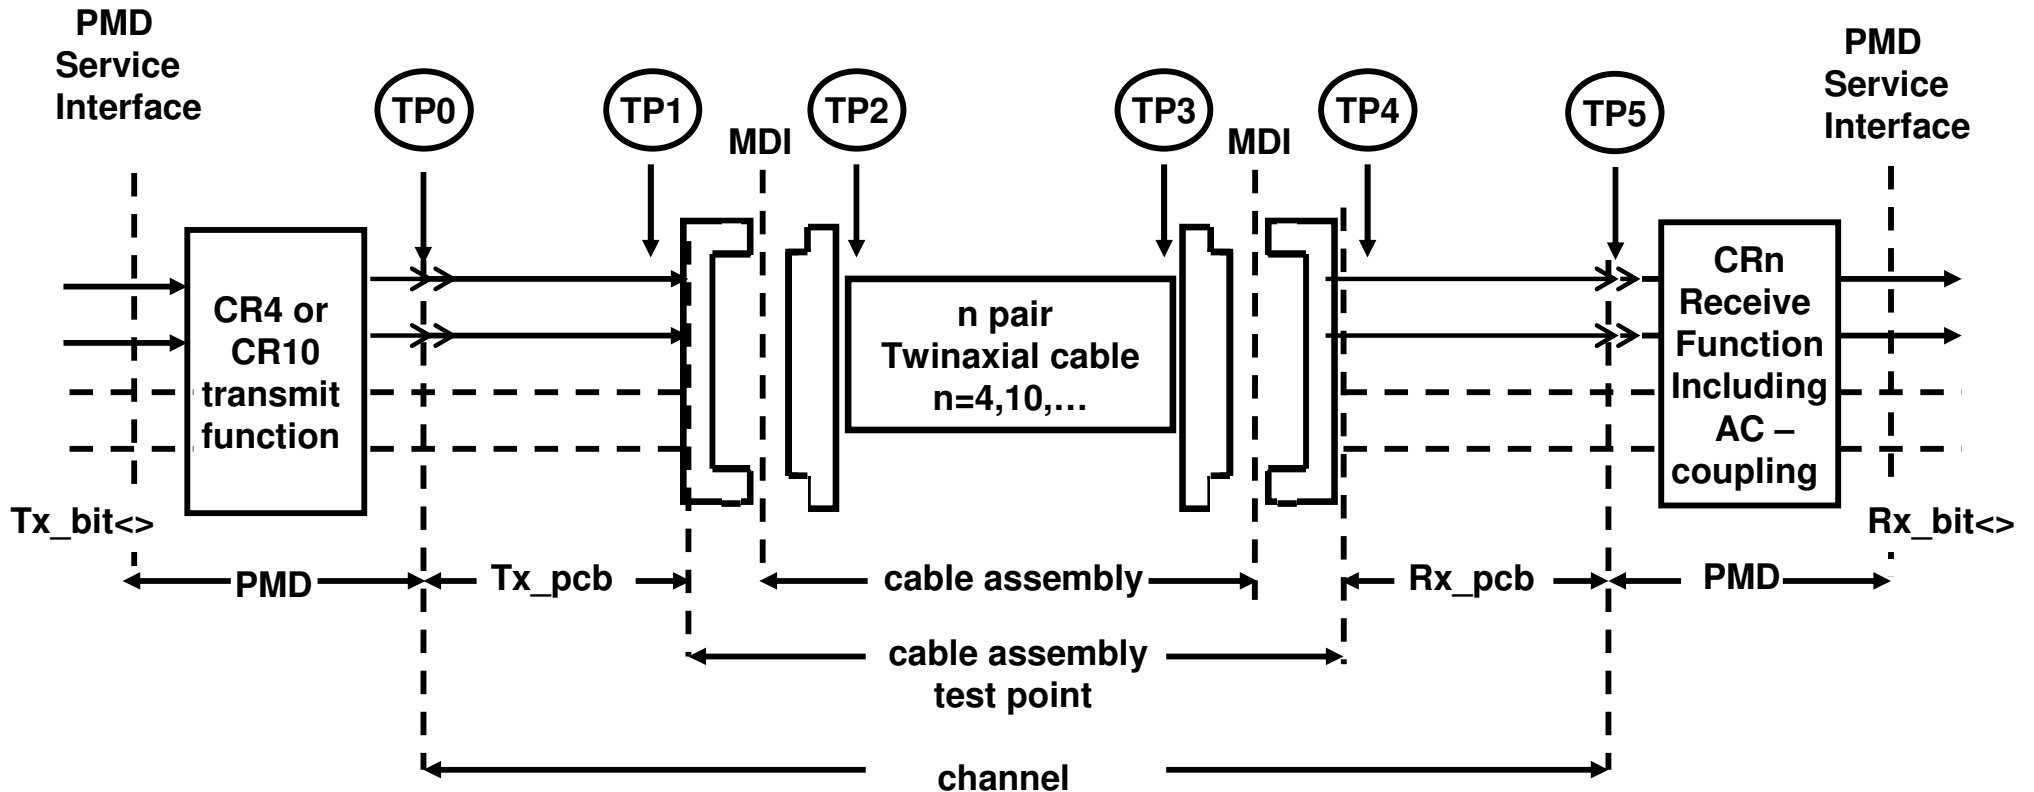 PMD
Service
Interface
TP0
TP1
MDI
TP2
TP3
MDI
TP4
TP5
PMD
Service
Interface
CR4 or
CR10
transmit
function
n pair
Twinaxial cable
n=4,10,…
CRn
Receive
Function
Including
AC –
coupling
Tx_bit<>
Rx_bit<>
PMD
Tx_pcb
cable assembly
Rx_pcb
PMD
cable assembly
test point
channel